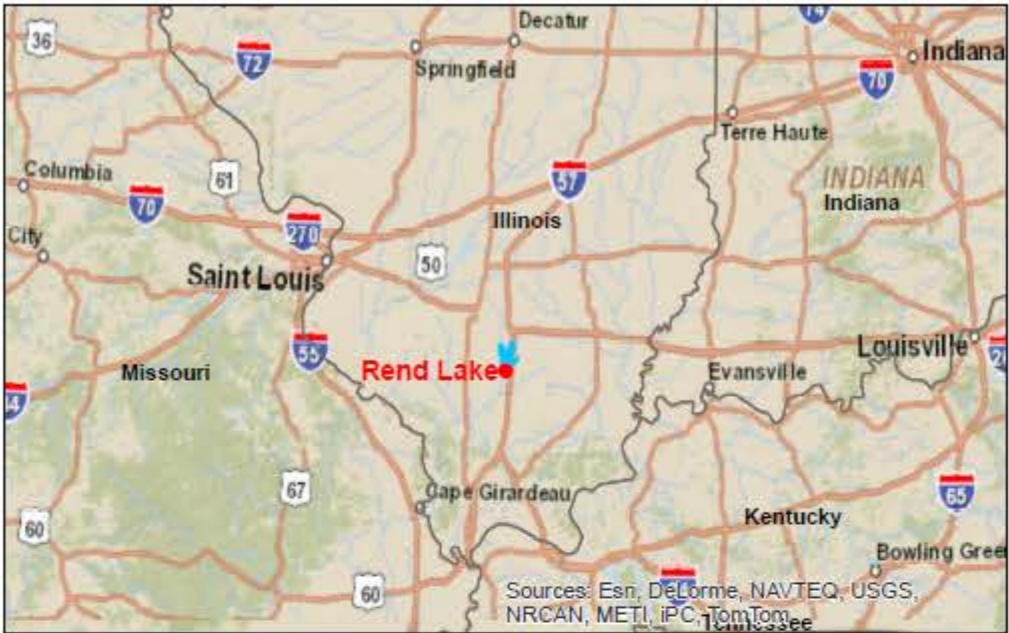 Decatur
36
72
Springfield
74
Indiana
70
Terre Haute
Columbia
61
57
INDIANA
70
Illinois
Indiana
270
City
50
Saint Louis
55
Louisville
Rend Lake
Missouri
Evansville
67
Cape Girardeau
65
60
Kentucky
Bowling Gree
60
Sources: Esri, DeLorme, NAVTEQ, USGS,
NRCAN, METI, iPC, TomTom
Tennessee